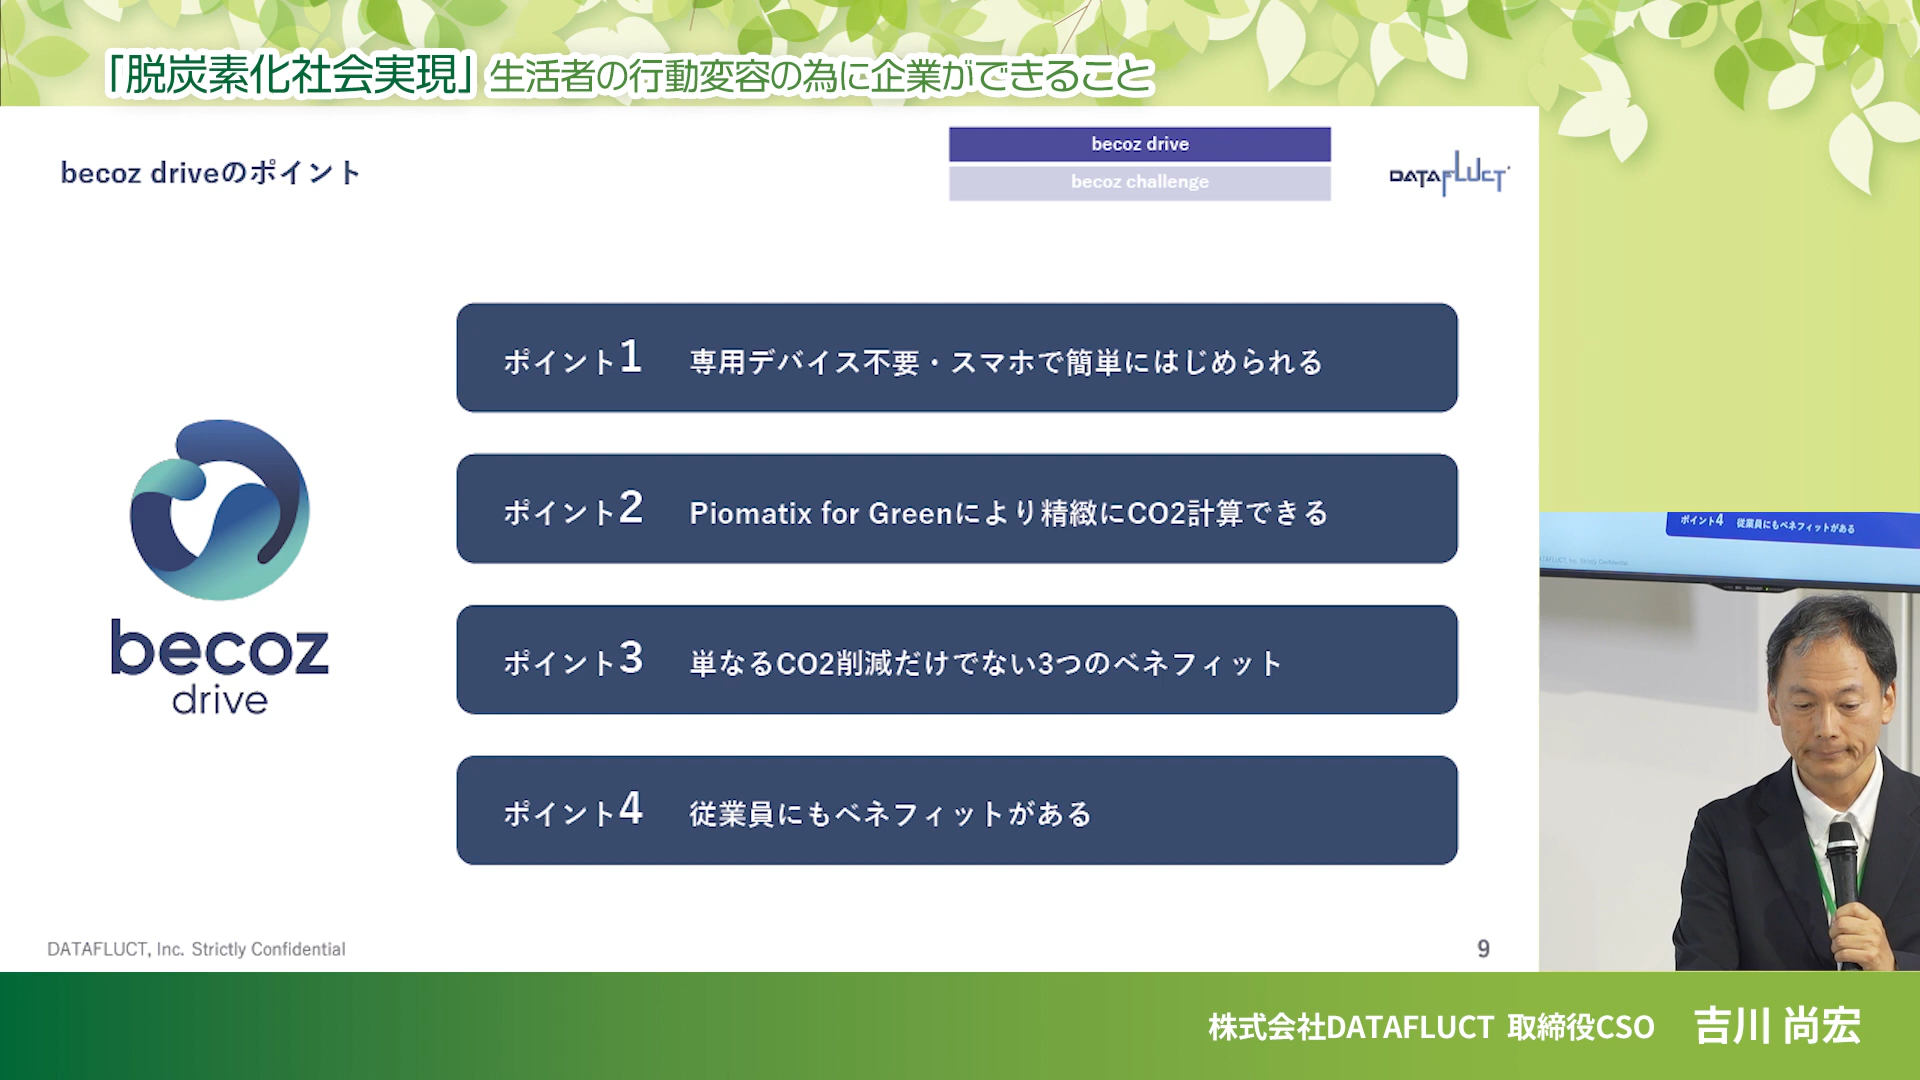 「脱炭素化社会実現」生活者の行動変容の為に企業ができること
becoz driveのポイント
becoz drive
becoz challenge
DATAFLUCT
ポイント1 専用デバイス不要・スマホで簡単にはじめられる
ポイント2 Piomatix for Greenにより精緻にCO2計算できる
ポイント3 単なるCO2削減だけでない3つのベネフィット
ポイント4 従業員にもベネフィットがある
becoz
drive
ポイント4 従業員にもベネフィットがある
DATAFLUCT, Inc. Strictly Confidential
DATAFLUCT, Inc. Strictly Confidential
9
株式会社DATAFLUCT 取締役CSO 吉川 尚宏